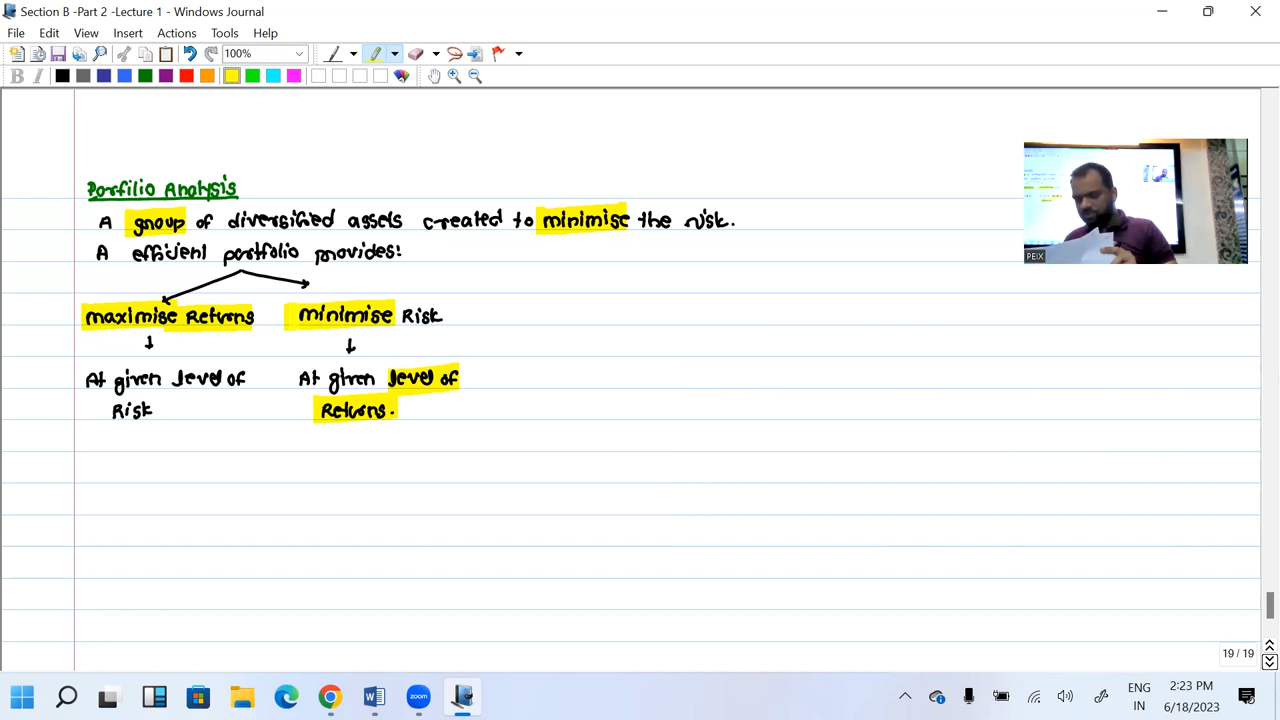 Section B -Part 2 -Lecture 1 - Windows Journal
File Edit View Insert Actions Tools Help
100%
B I
Porfilio Analysis
A group of diversified assets created to minimise the risk.
A efficient portfolio provides:
maximise Returns minimise Risk
At given level of At given level of
Risk Returns.
PEIX
19 / 19
zoom
ENG
IN
2:23 PM
6/18/2023